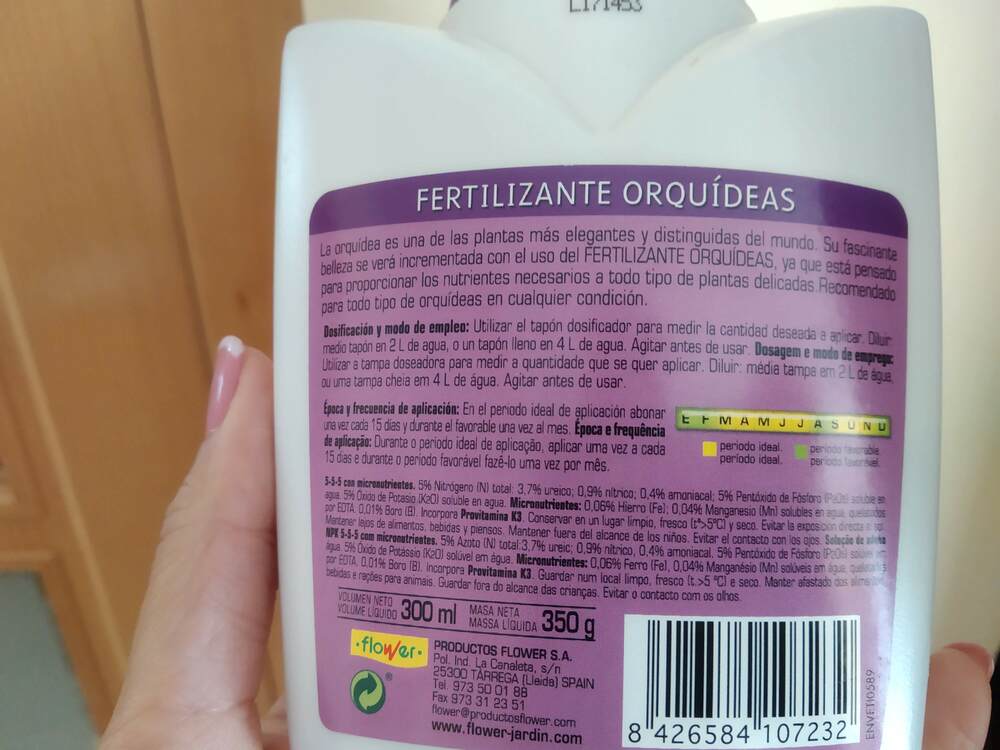 L171453
FERTILIZANTE ORQUÍDEAS
La orquídea es una de las plantas más elegantes y distinguidas del mundo. Su fascinante
belleza se verá incrementada con el uso del FERTILIZANTE ORQUÍDEAS, ya que está pensado
para proporcionar los nutrientes necesarios a todo tipo de plantas delicadas.Recomendado
para todo tipo de orquídeas en cualquier condición.
Dosificación y modo de empleo: Utilizar el tapón dosificador para medir la cantidad deseada a aplicar. Diluir:
medio tapón en 2 L de agua, o un tapón lleno en 4 L de agua. Agitar antes de usar. Dosagem e modo de emprego:
Utilizar a tampa doseadora para medir a quantidade que se quer aplicar. Diluir: média tampa em 2 L de água,
ou uma tampa cheia em 4 L de água. Agitar antes de usar.
Época y frecuencia de aplicación: En el periodo ideal de aplicación abonar
una vez cada 15 días y durante el favorable una vez al mes. Época e frequência
de aplicação: Durante o período ideal de aplicação, aplicar uma vez a cada
15 dias e durante o período favorável fazê-lo uma vez por mês.
E F M A M J J A S O N D
periodo ideal. periodo favorable.
período ideal. período favorável.
5-5-5 con micronutrientes. 5% Nitrógeno (N) total: 3,7% ureico; 0,9% nítrico; 0,4% amoniacal; 5% Pentóxido de Fósforo (P2O5) soluble en
agua. 5% Óxido de Potasio (K2O) soluble en agua. Micronutrientes: 0,06% Hierro (Fe); 0,04% Manganesio (Mn) solubles en agua, quelatados
por EDTA. 0,01% Boro (B). Incorpora Provitamina K3. Conservar en un lugar limpio, fresco (tª>5ºC) y seco. Evitar la exposición directa al sol.
Mantener lejos de alimentos, bebidas y piensos. Mantener fuera del alcance de los niños. Evitar el contacto con los ojos. Solução de adubo
NPK 5-5-5 com micronutrientes. 5% Azoto (N) total:3,7% ureic; 0,9% nítrico, 0,4% amoniacal. 5% Pentóxido de Fósforo (P2O5) solúvel em
água. 5% Óxido de Potássio (K2O) solúvel em água. Micronutrientes: 0,06% Ferro (Fe), 0,04% Manganésio (Mn) solúveis em água,
por EDTA. 0,01% Boro (B). Incorpora Provitamina K3. Guardar num local limpo, fresco (t.>5 ºC) e seco. Manter afastado dos alimentos,
bebidas e rações para animais. Guardar fora do alcance das crianças. Evitar o contacto com os olhos.
VOLUMEN NETO
VOLUME LÍQUIDO 300 ml
MASA NETA
MASSA LÍQUIDA 350 g
flower
®
PRODUCTOS FLOWER S.A.
Pol. Ind. La Canaleta, s/n
25300 TÀRREGA (Lleida) SPAIN
Tel. 973 50 01 88
Fax 973 31 23 51
flower@productosflower.com
www.flower-jardin.com
8 426584 107232
ENVETI0589